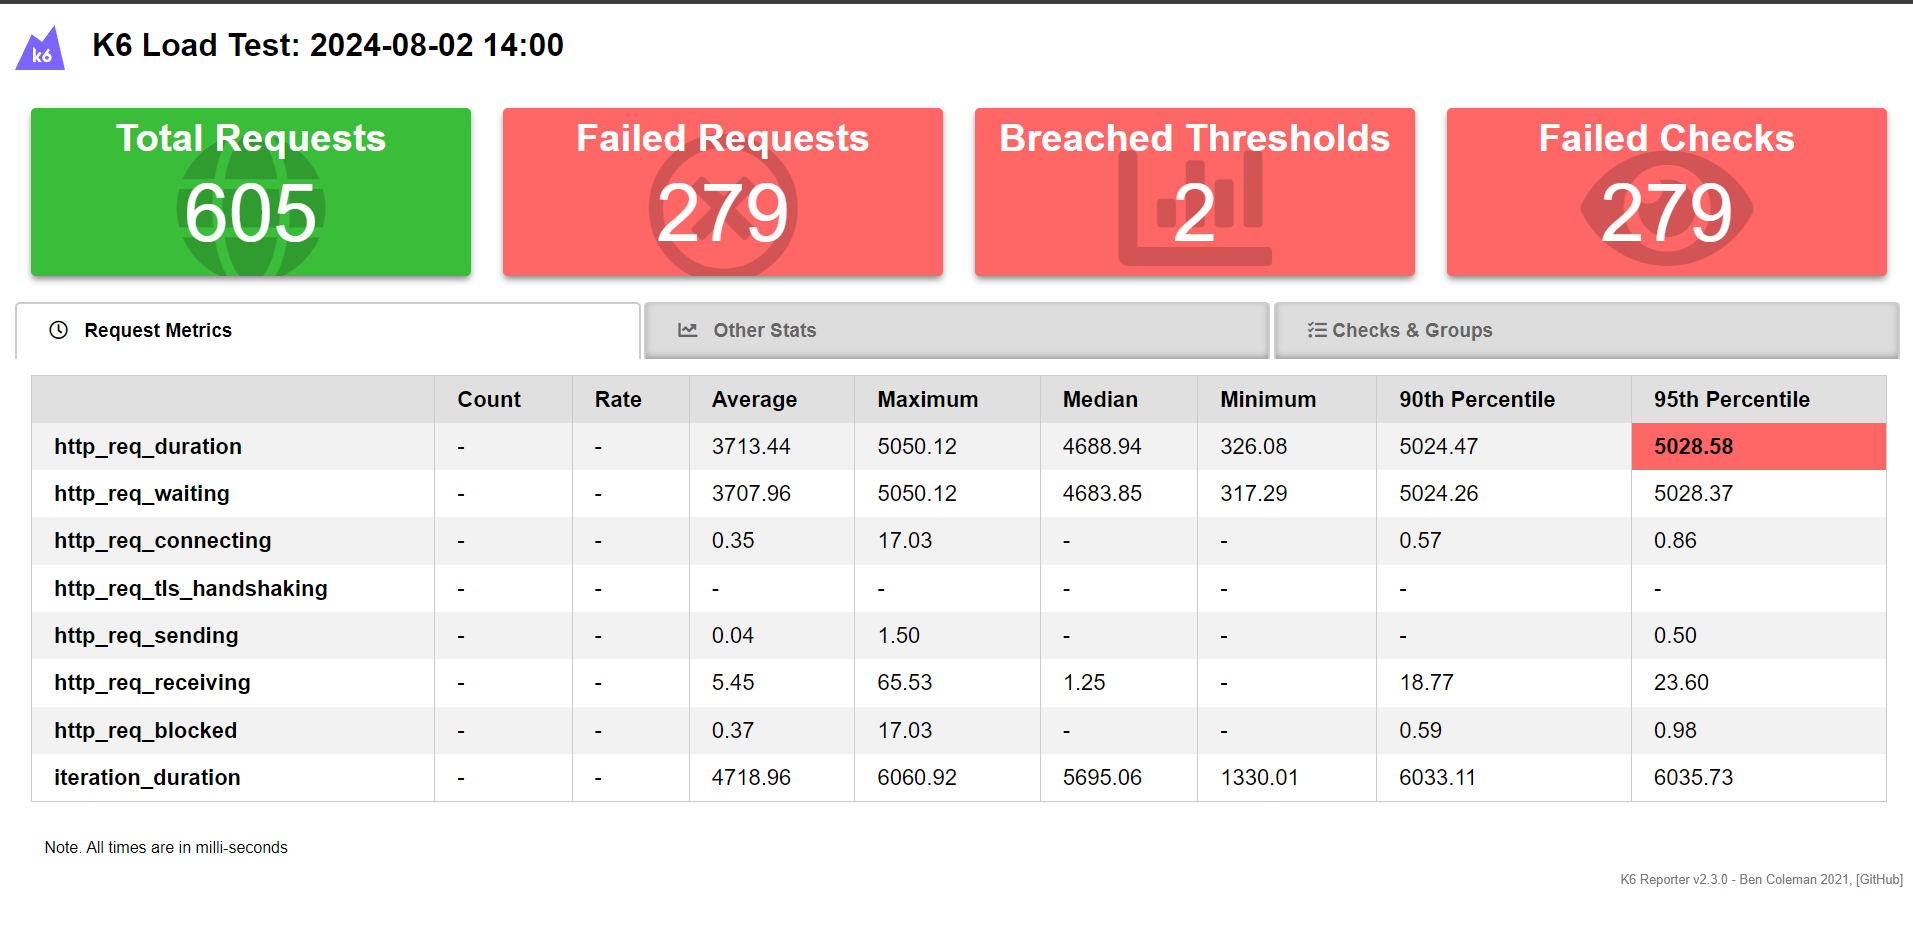 k6
K6 Load Test: 2024-08-02 14:00
Total Requests
605
Failed Requests
279
Breached Thresholds
2
Failed Checks
279
Request Metrics
Other Stats
Checks & Groups
Count Rate Average Maximum Median Minimum 90th Percentile 95th Percentile
http_req_duration - - 3713.44 5050.12 4688.94 326.08 5024.47 5028.58
http_req_waiting - - 3707.96 5050.12 4683.85 317.29 5024.26 5028.37
http_req_connecting - - 0.35 17.03 - - 0.57 0.86
http_req_tls_handshaking - - - - - - - -
http_req_sending - - 0.04 1.50 - - - 0.50
http_req_receiving - - 5.45 65.53 1.25 - 18.77 23.60
http_req_blocked - - 0.37 17.03 - - 0.59 0.98
iteration_duration - - 4718.96 6060.92 5695.06 1330.01 6033.11 6035.73
Note. All times are in milli-seconds
K6 Reporter v2.3.0 - Ben Coleman 2021, [GitHub]